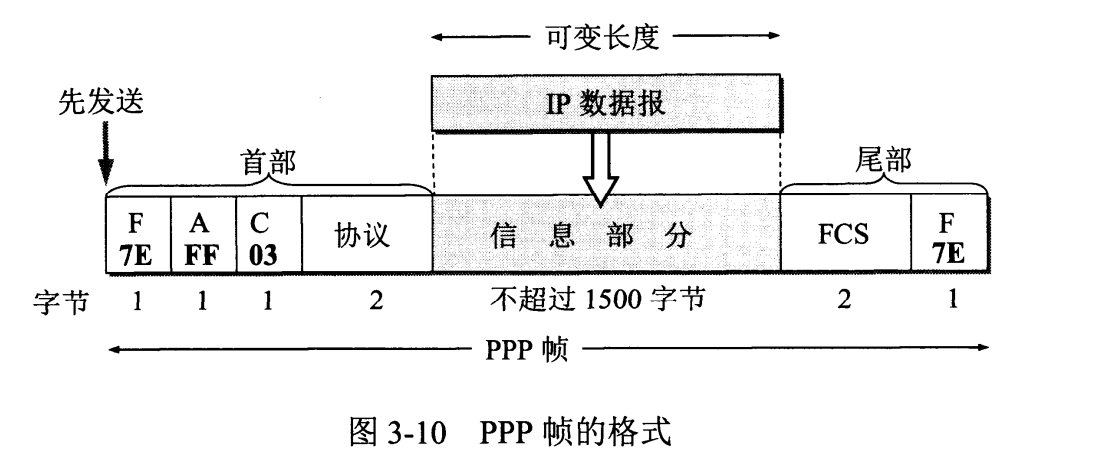 可变长度
IP 数据报
先发送
首部
尾部
F A C 协议 信息部分 FCS F
7E FF 03 7E
字节 1 1 1 2 不超过 1500 字节 2 1
PPP 帧
图 3-10 PPP 帧的格式